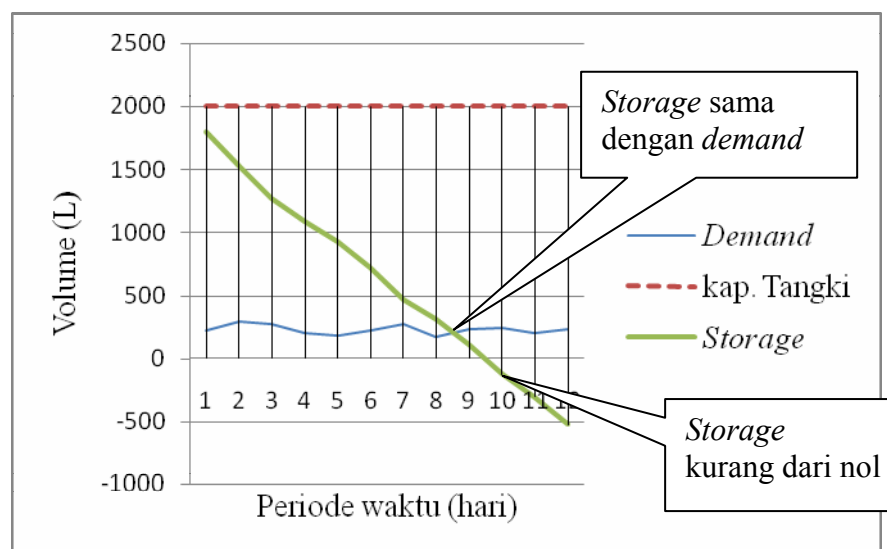 2500
2000
1500
1000
500
0
-500
-1000
Volume (L)
1 2 3 4 5 6 7 8 9 10 11 12
Periode waktu (hari)
Storage sama
dengan demand
Demand
kap. Tangki
Storage
Storage
kurang dari nol